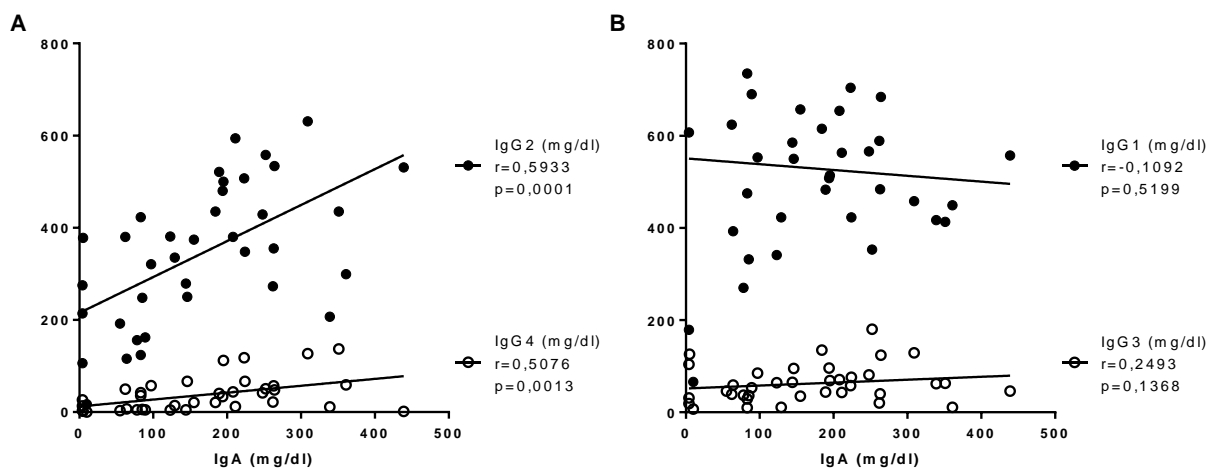 A
800
600
400
200
0
0 100 200 300 400 500
IgA (mg/dl)
IgG2 (mg/dl)
r=0,5933
p=0,0001
IgG4 (mg/dl)
r=0,5076
p=0,0013
B
800
600
400
200
0
0 100 200 300 400 500
IgA (mg/dl)
IgG1 (mg/dl)
r=-0,1092
p=0,5199
IgG3 (mg/dl)
r=0,2493
p=0,1368